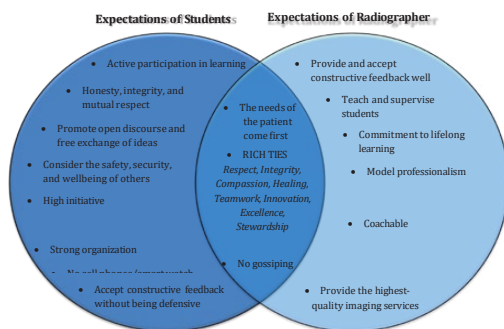 Expectations of Students
Expectations of Radiographer
• Active participation in learning
• Honesty, integrity, and
mutual respect
• Promote open discourse and
free exchange of ideas
• Consider the safety, security,
and wellbeing of others
• High initiative
• Strong organization
• No cell phones/smartwatch
• Accept constructive feedback
without being defensive
• The needs of
the patient
come first
• RICH TIES
Respect, Integrity,
Compassion, Healing,
Teamwork, Innovation,
Excellence,
Stewardship
• No gossiping
• Provide and accept
constructive feedback well
• Teach and supervise
students
• Commitment to lifelong
learning
• Model professionalism
• Coachable
• Provide the highest-
quality imaging services